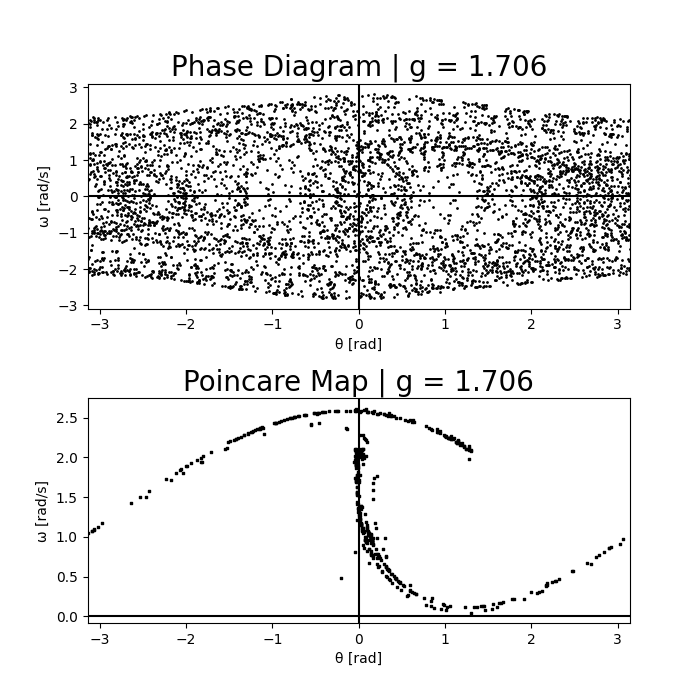 Phase Diagram | g = 1.706
3
2
1
0
−1
−2
−3
ω [rad/s]
−3 −2 −1 0 1 2 3
θ [rad]
Poincare Map | g = 1.706
2.5
2.0
1.5
1.0
0.5
0.0
ω [rad/s]
−3 −2 −1 0 1 2 3
θ [rad]